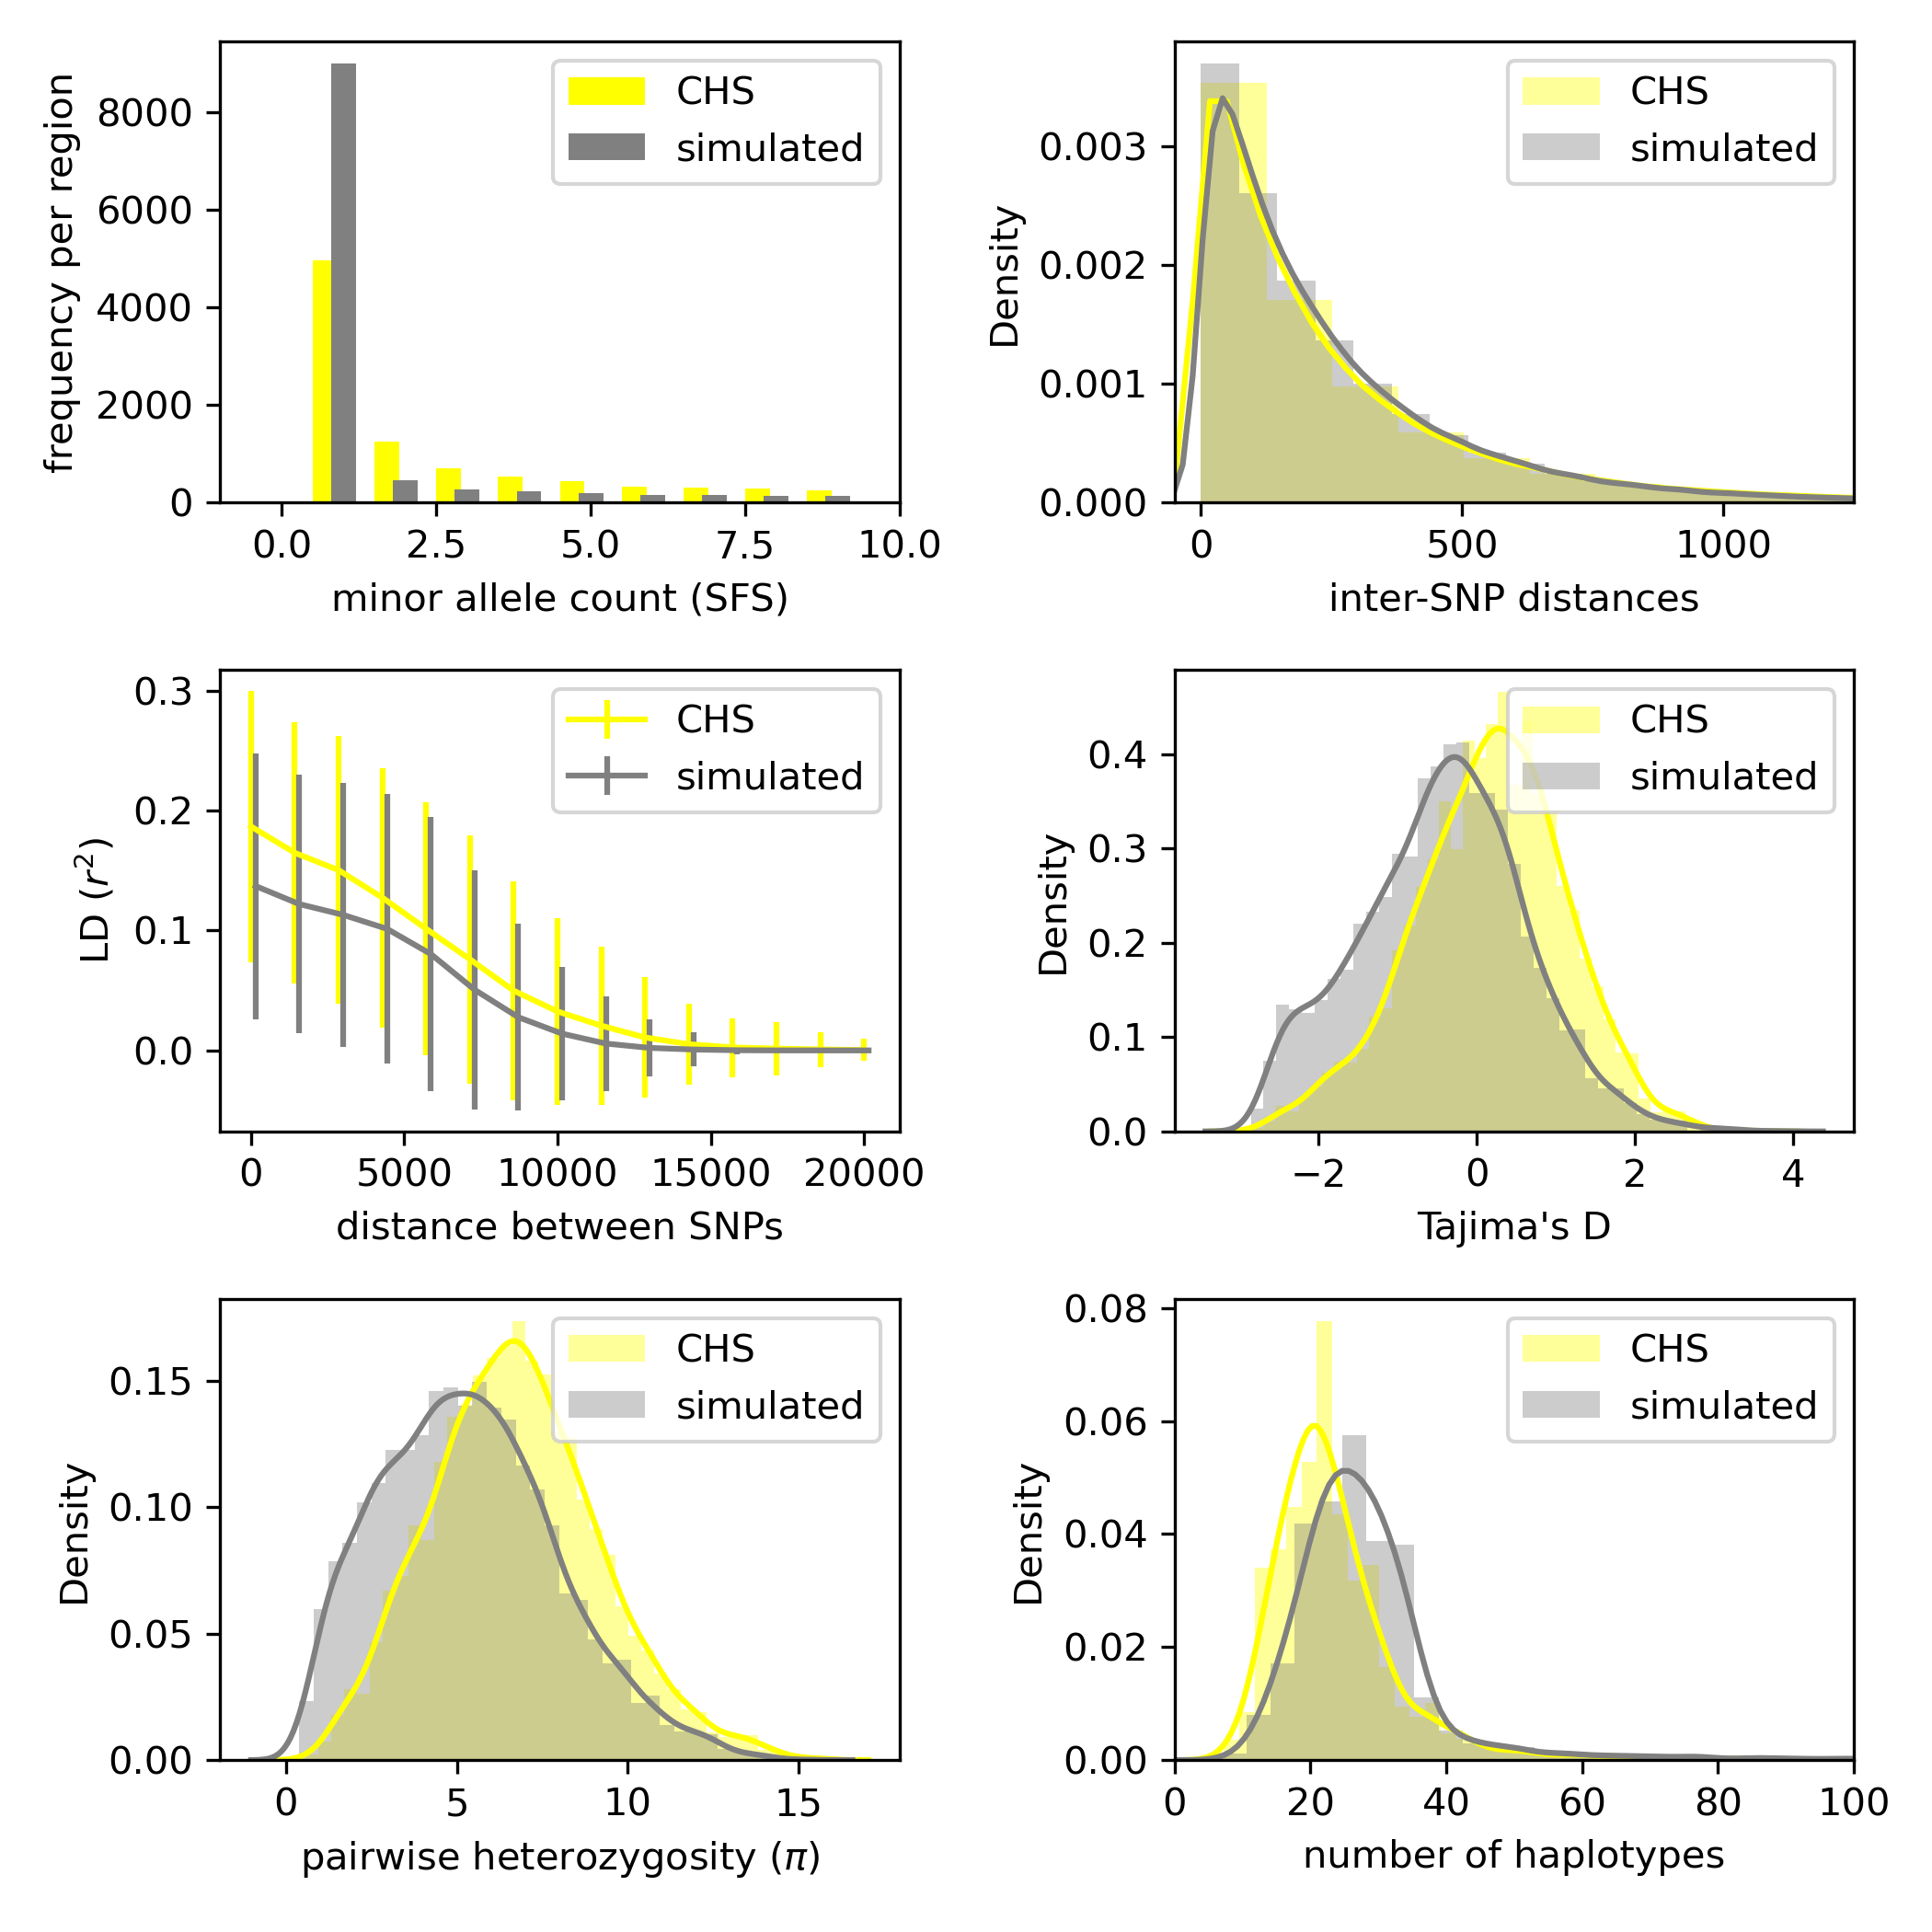 frequency per region
8000
6000
4000
2000
0
0.0 2.5 5.0 7.5 10.0
minor allele count (SFS)
CHS
simulated
Density
0.003
0.002
0.001
0.000
0 500 1000
inter-SNP distances
CHS
simulated
LD (r²)
0.3
0.2
0.1
0.0
0 5000 10000 15000 20000
distance between SNPs
CHS
simulated
Density
0.4
0.3
0.2
0.1
0.0
−2 0 2 4
Tajima's D
CHS
simulated
Density
0.15
0.10
0.05
0.00
0 5 10 15
pairwise heterozygosity (π)
CHS
simulated
Density
0.08
0.06
0.04
0.02
0.00
0 20 40 60 80 100
number of haplotypes
CHS
simulated